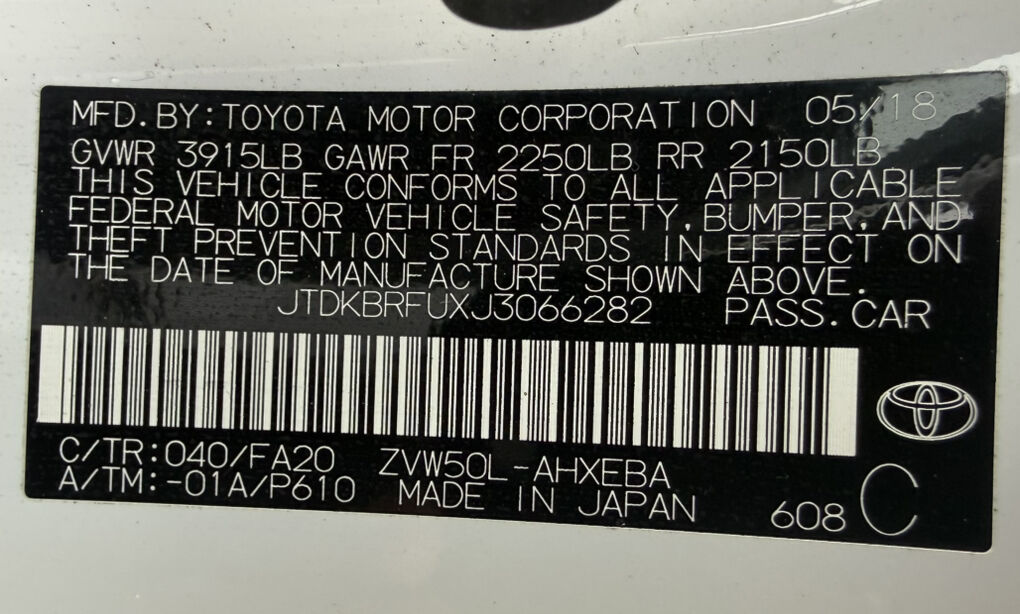 MFD.BY:TOYOTA MOTOR CORPORATION 05/18
GVWR 3915LB GAWR FR 2250LB RR 2150LB
THIS VEHICLE CONFORMS TO ALL APPLICABLE
FEDERAL MOTOR VEHICLE SAFETY, BUMPER, AND
THEFT PREVENTION STANDARDS IN EFFECT ON
THE DATE OF MANUFACTURE SHOWN ABOVE.
JTDKBRFUXJ3066282 PASS.CAR
C/TR:040/FA20 ZVW50L-AHXEBA
A/TM:-01A/P610 MADE IN JAPAN 608 C